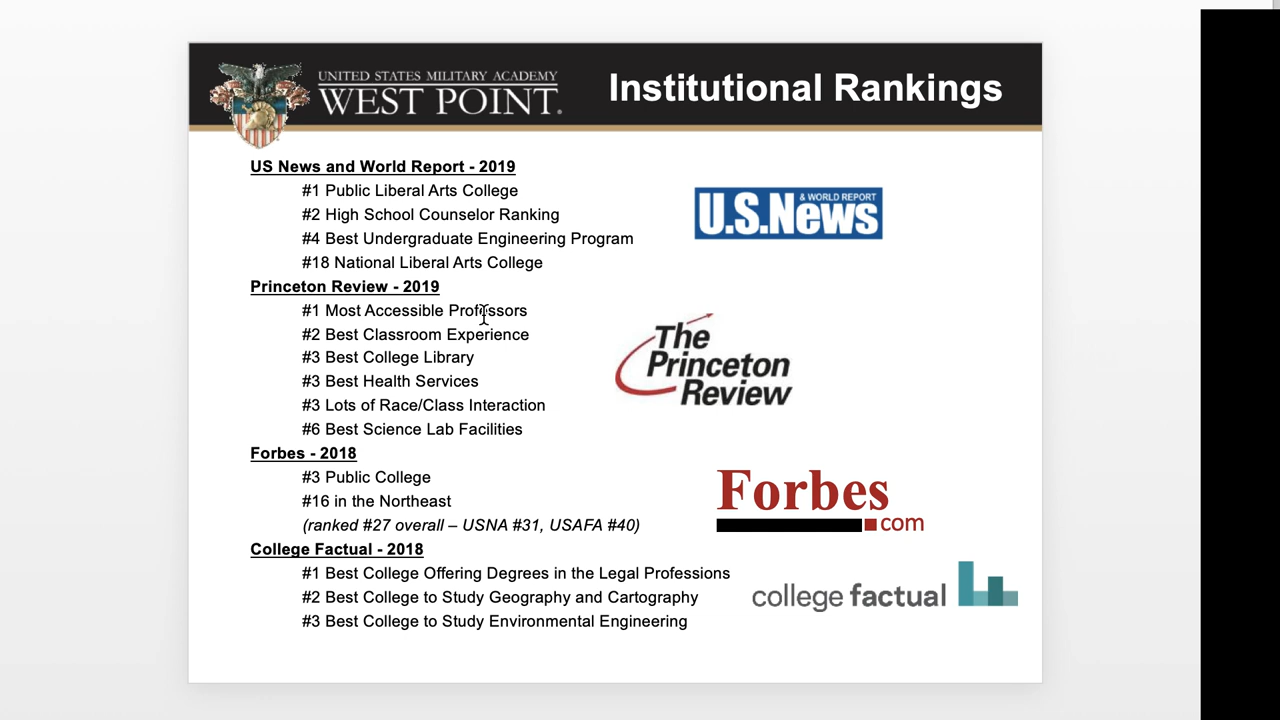 UNITED STATES MILITARY ACADEMY
WEST POINT.
Institutional Rankings
US News and World Report - 2019
#1 Public Liberal Arts College
#2 High School Counselor Ranking
#4 Best Undergraduate Engineering Program
#18 National Liberal Arts College
U.S.News
& WORLD REPORT
Princeton Review - 2019
#1 Most Accessible Professors
#2 Best Classroom Experience
#3 Best College Library
#3 Best Health Services
#3 Lots of Race/Class Interaction
#6 Best Science Lab Facilities
The
Princeton
Review
Forbes - 2018
#3 Public College
#16 in the Northeast
(ranked #27 overall – USNA #31, USAFA #40)
Forbes
.com
College Factual - 2018
#1 Best College Offering Degrees in the Legal Professions
#2 Best College to Study Geography and Cartography
#3 Best College to Study Environmental Engineering
college factual